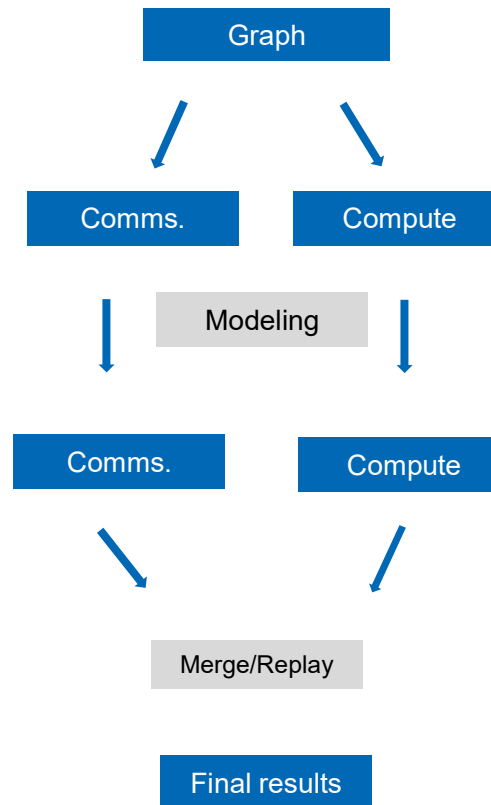 Graph
Comms.
Compute
Modeling
Comms.
Compute
Merge/Replay
Final results